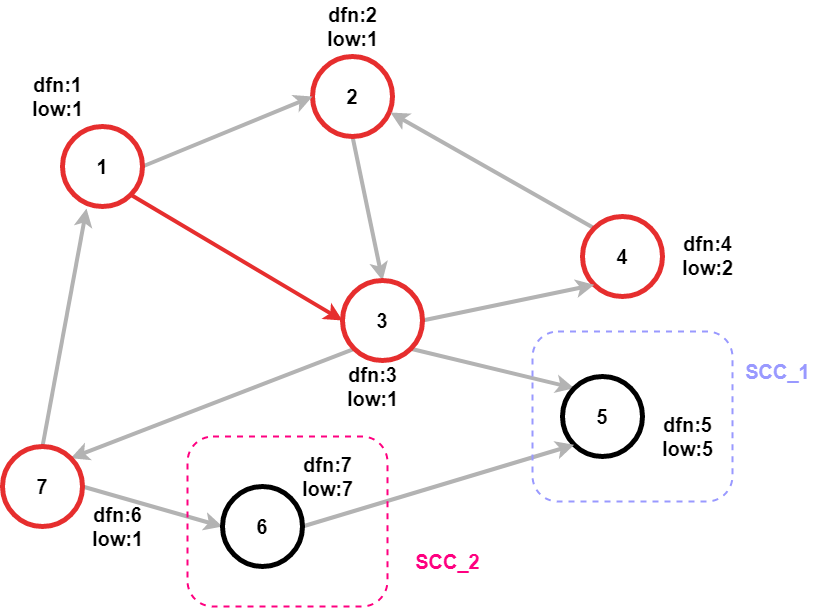 dfn:2
low:1
2
dfn:1
low:1
1
4
dfn:4
low:2
3
dfn:3
low:1
SCC_1
5
dfn:5
low:5
7
dfn:6
low:1
dfn:7
low:7
6
SCC_2